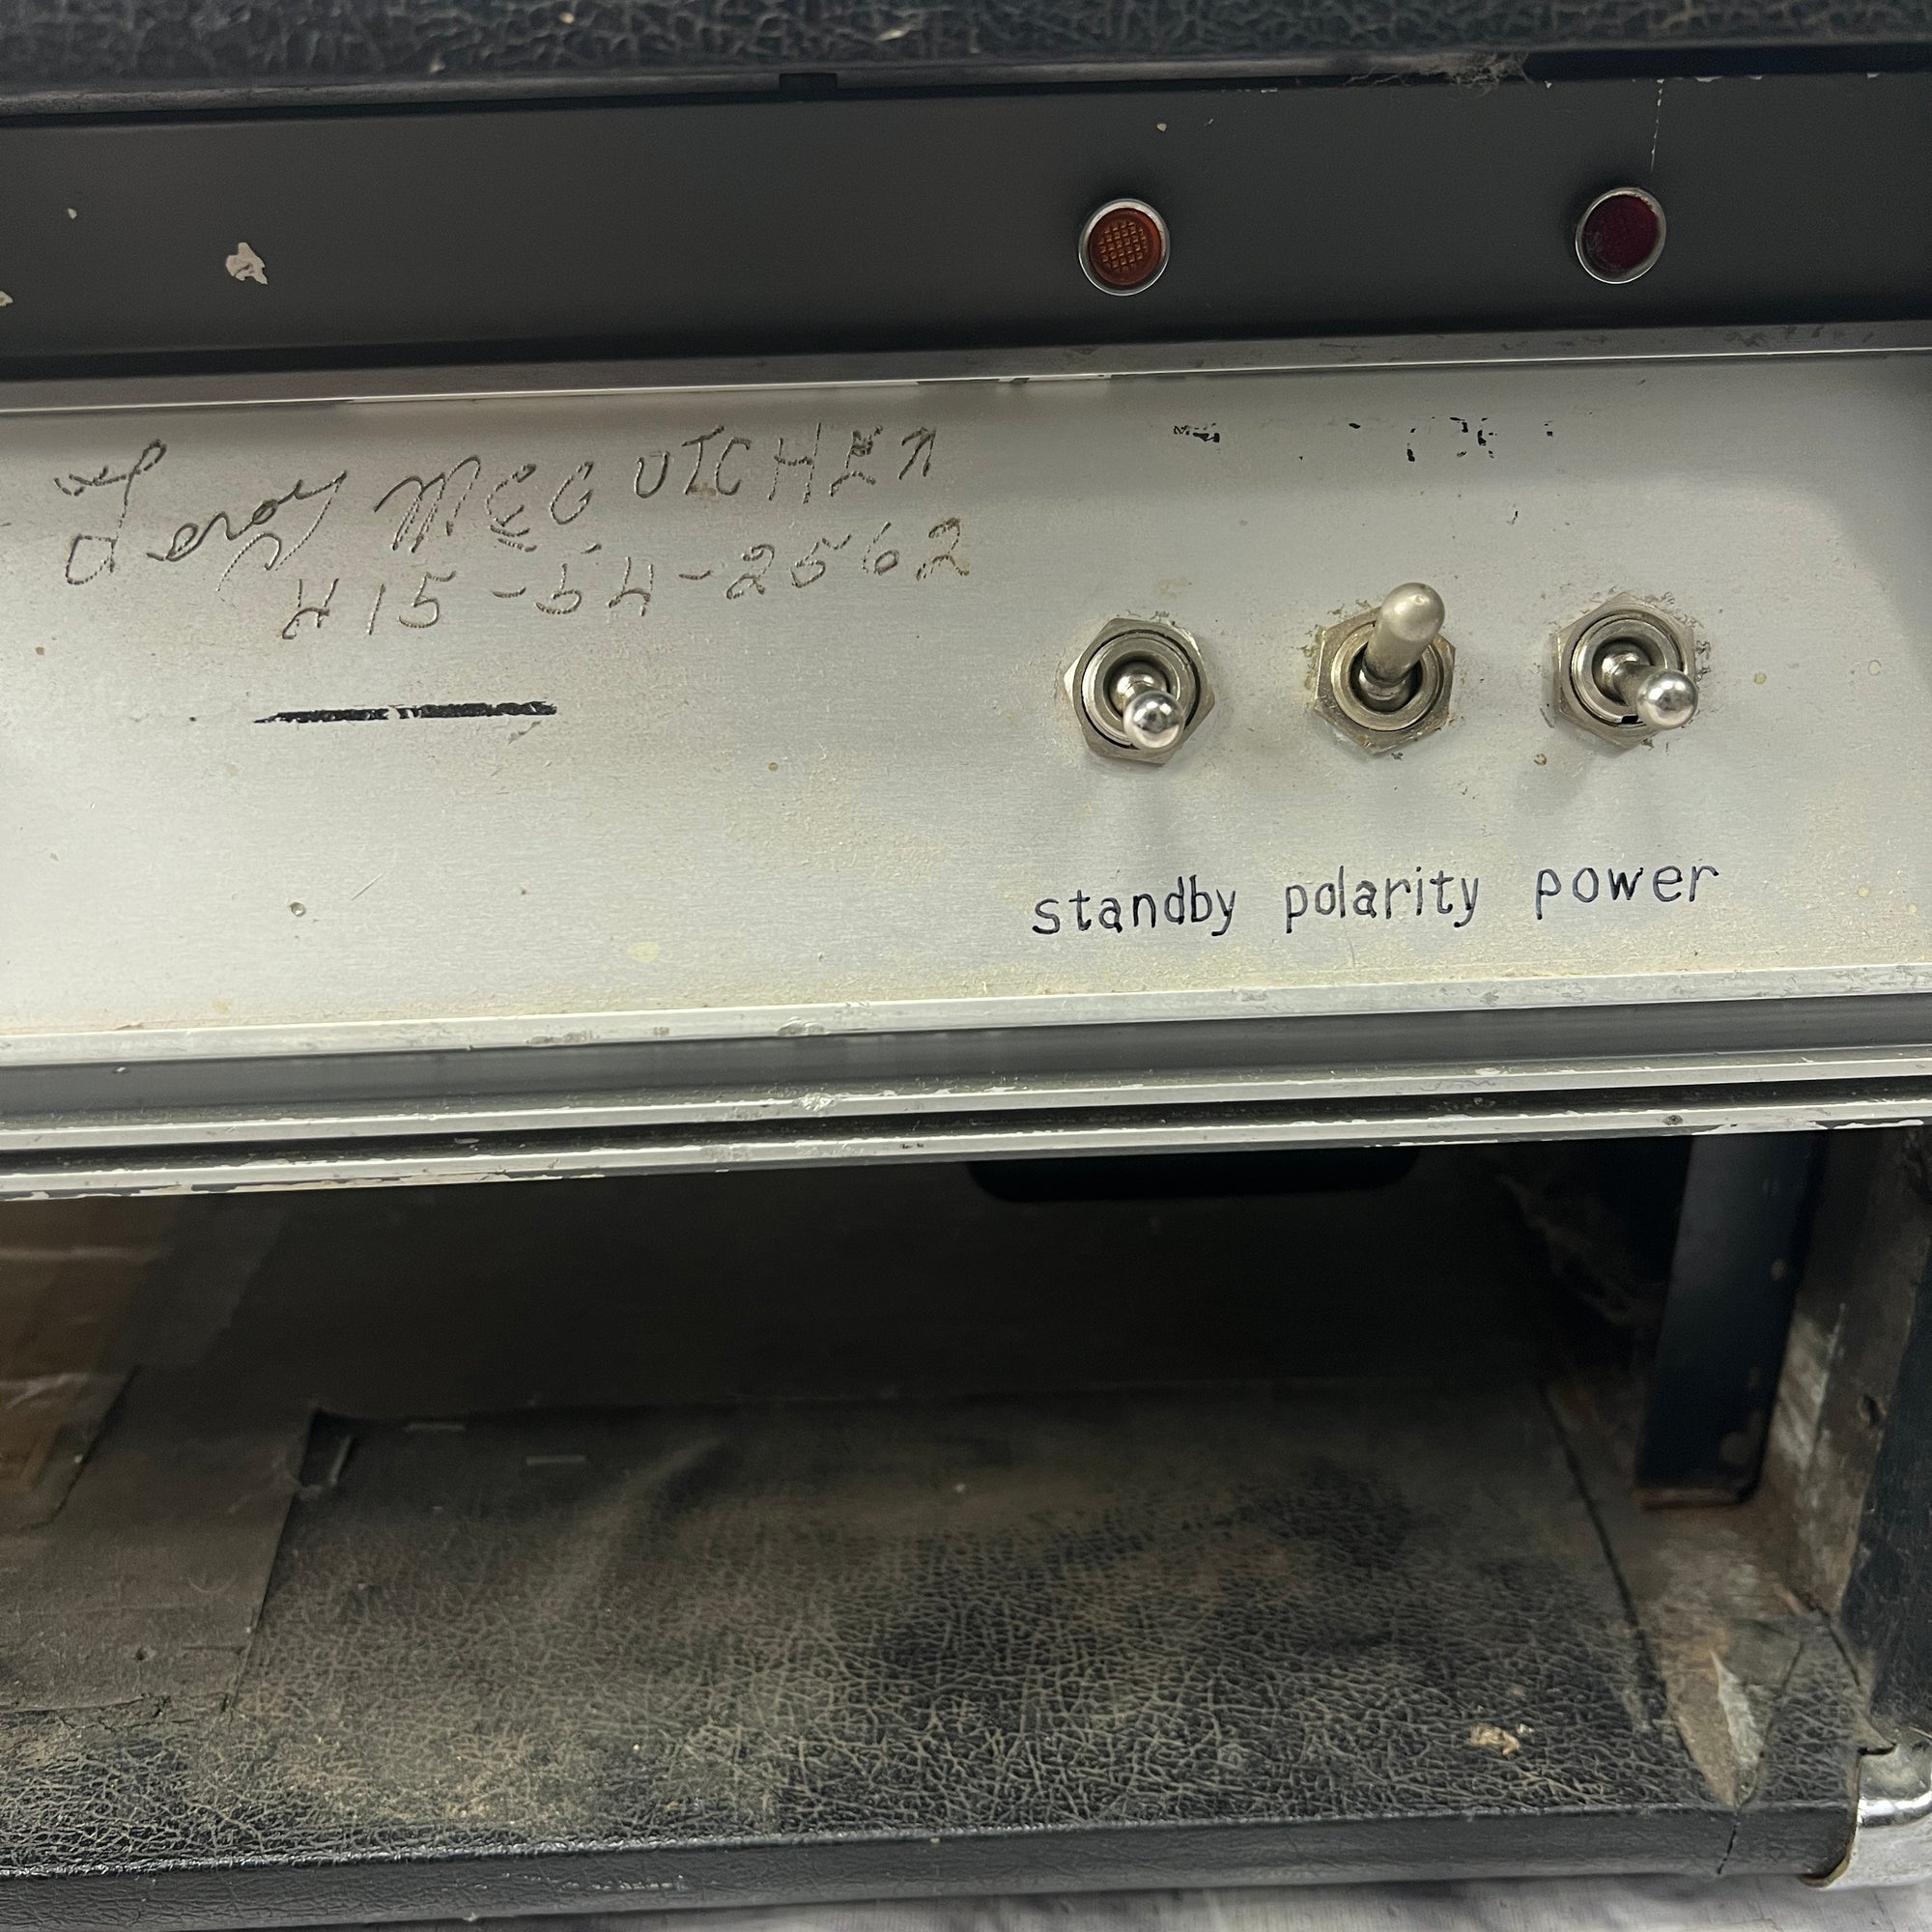 Leroy MCCUTCHEN
415-54-2562
standby polarity power